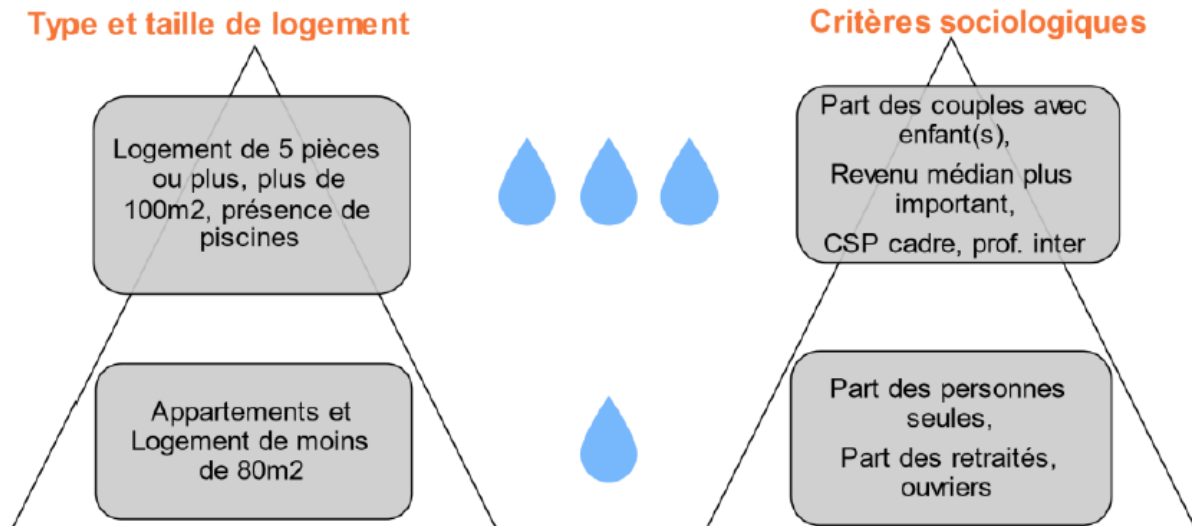 Type et taille de logement
Critères sociologiques
Logement de 5 pièces
ou plus, plus de
100m2, présence de
piscines
Part des couples avec
enfant(s),
Revenu médian plus
important,
CSP cadre, prof. inter
Appartements et
Logement de moins
de 80m2
Part des personnes
seules,
Part des retraités,
ouvriers